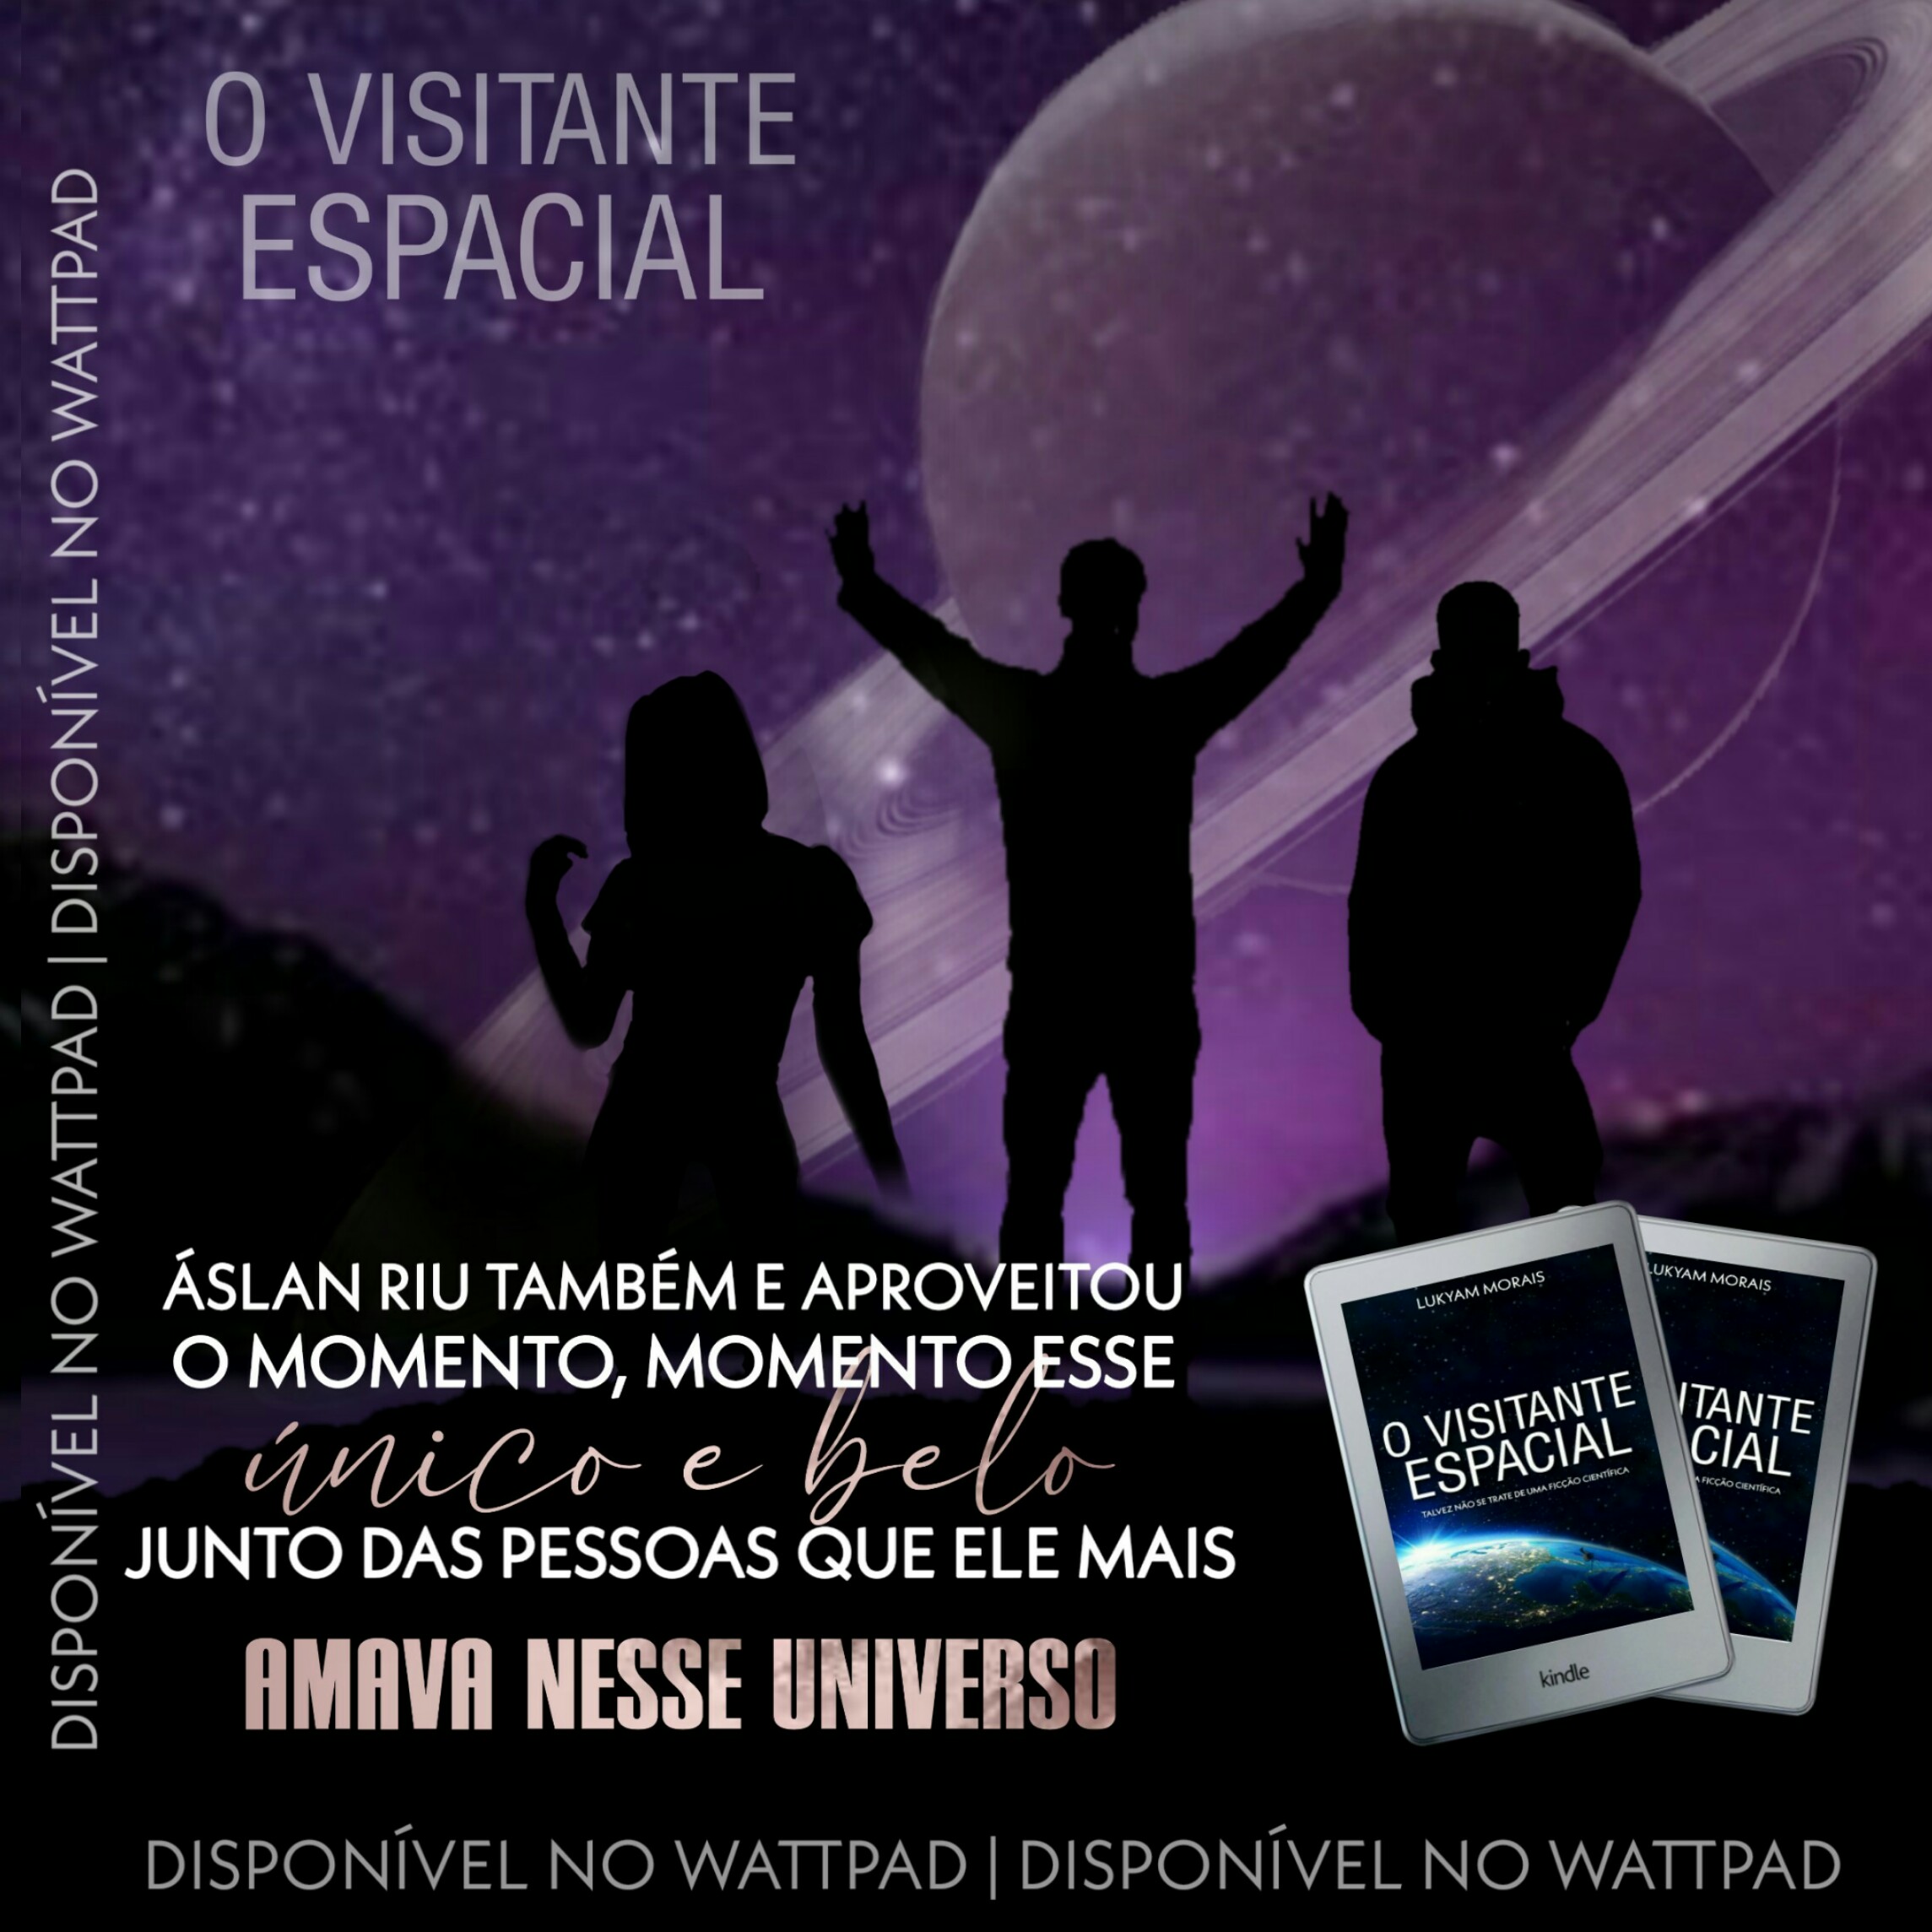 O VISITANTE
ESPACIAL
DISPONÍVEL NO WATTPAD | DISPONÍVEL NO WATTPAD
ÁSLAN RIU TAMBÉM E APROVEITOU
O MOMENTO, MOMENTO ESSE
único e belo
JUNTO DAS PESSOAS QUE ELE MAIS
AMAVA NESSE UNIVERSO
LUKYAM MORAIS
O VISITANTE
ESPACIAL
TALVEZ NÃO SE TRATE DE UMA FICÇÃO CIENTÍFICA
kindle
LUKYAM MORAIS
ITANTE
CIAL
A FICÇÃO CIENTÍFICA
DISPONÍVEL NO WATTPAD | DISPONÍVEL NO WATTPAD